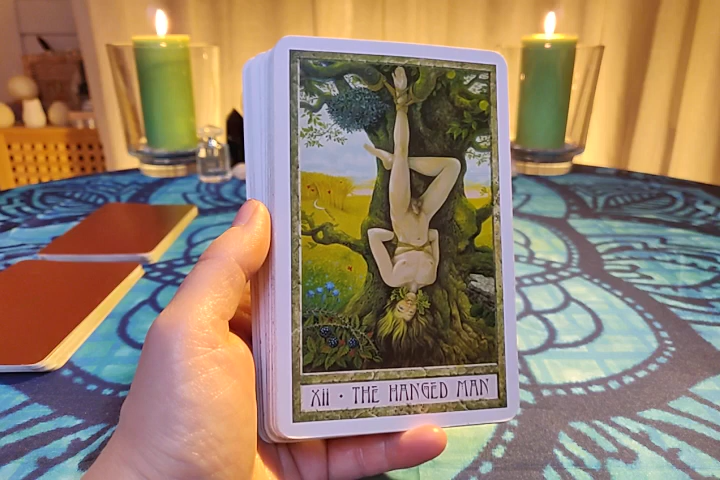 XII • THE HANGED MAN